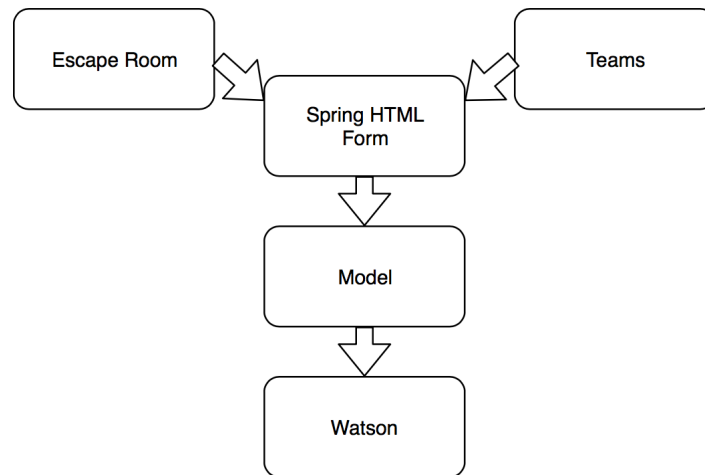 Escape Room
Teams
Spring HTML
Form
Model
Watson